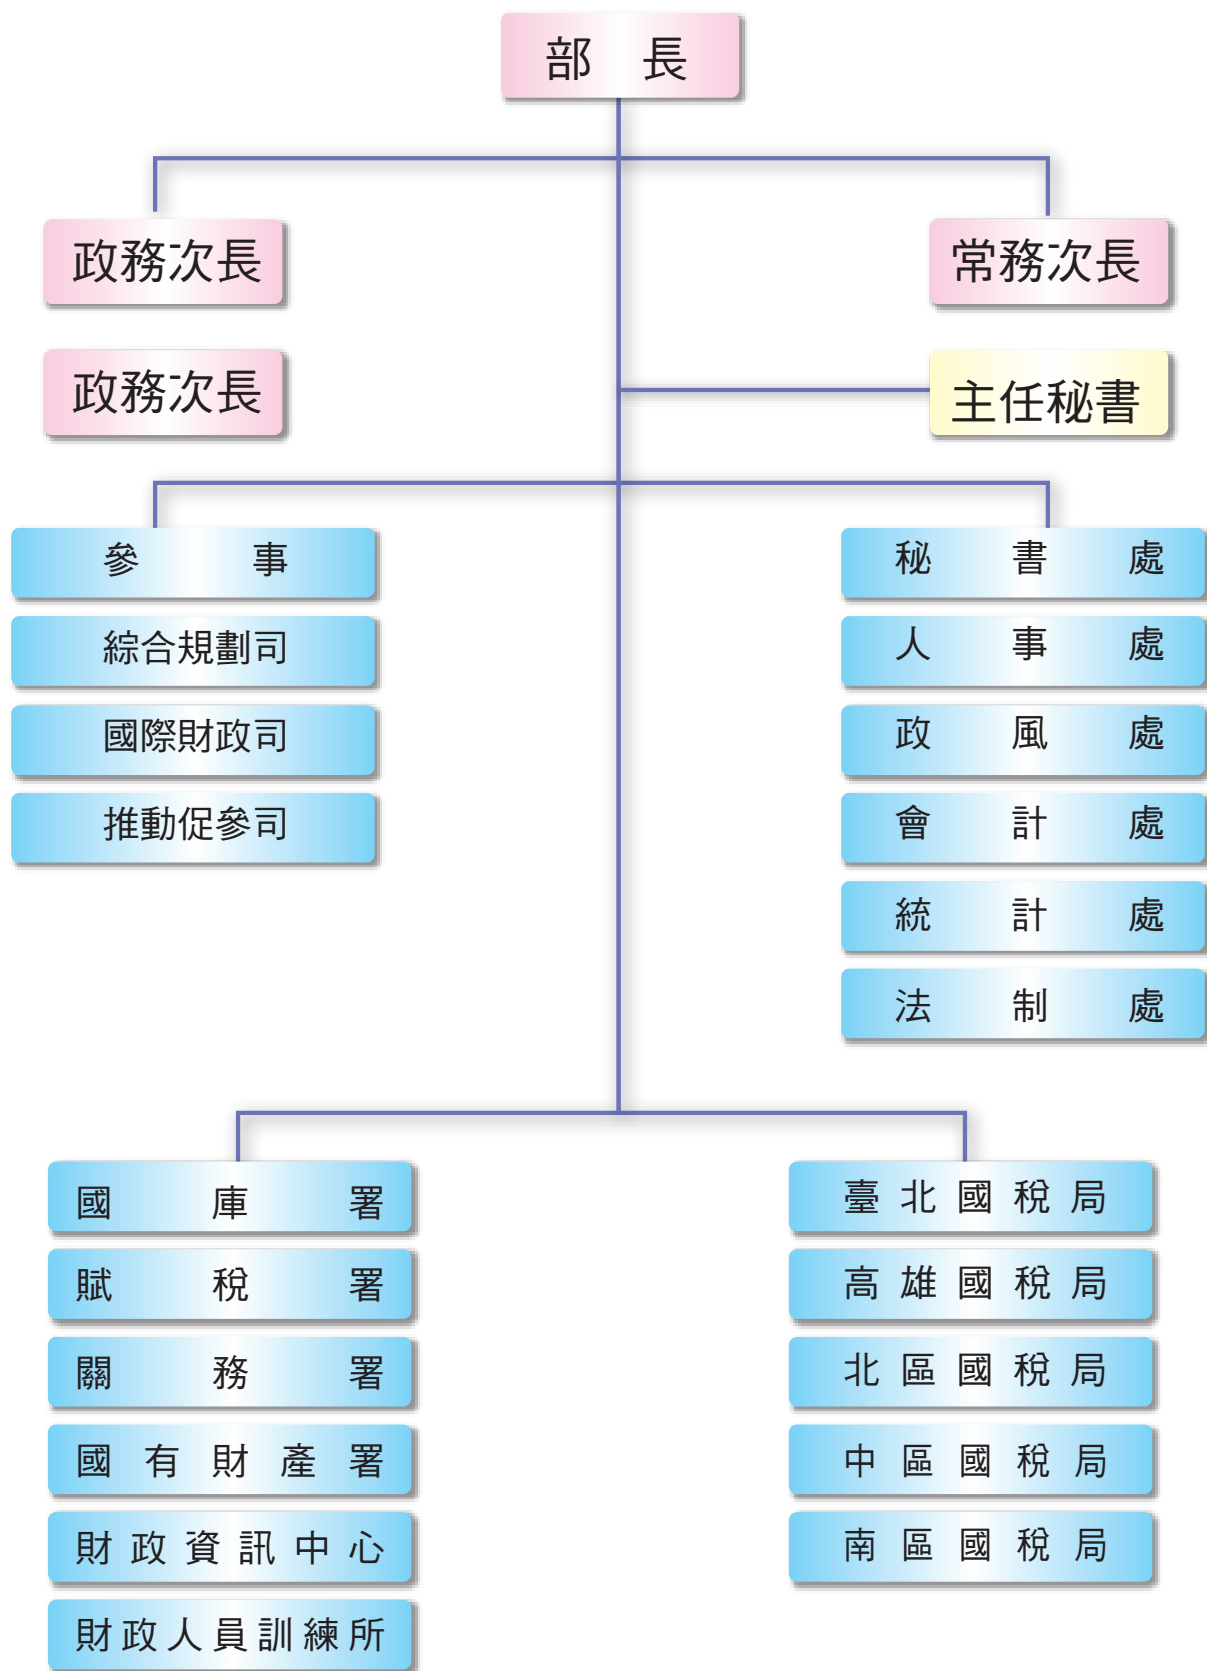 部長
政務次長
常務次長
政務次長
主任秘書
參事
綜合規劃司
國際財政司
推動促參司
秘書處
人事處
政風處
會計處
統計處
法制處
國庫署
賦稅署
關務署
國有財產署
財政資訊中心
財政人員訓練所
臺北國稅局
高雄國稅局
北區國稅局
中區國稅局
南區國稅局